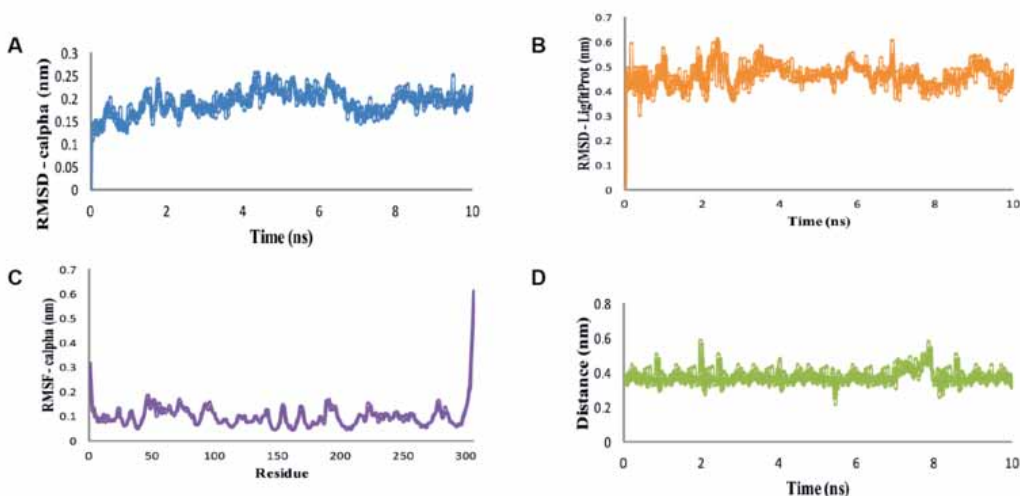 A
RMSD - calpha (nm)
0.3
0.25
0.2
0.15
0.1
0.05
0
0 2 4 6 8 10
Time (ns)
B
RMSD - LigfitProt (nm)
0.7
0.6
0.5
0.4
0.3
0.2
0.1
0
0 2 4 6 8 10
Time (ns)
C
RMSF - calpha (nm)
0.7
0.6
0.5
0.4
0.3
0.2
0.1
0
0 50 100 150 200 250 300
Residue
D
Distance (nm)
0.8
0.6
0.4
0.2
0
0 2 4 6 8 10
Time (ns)